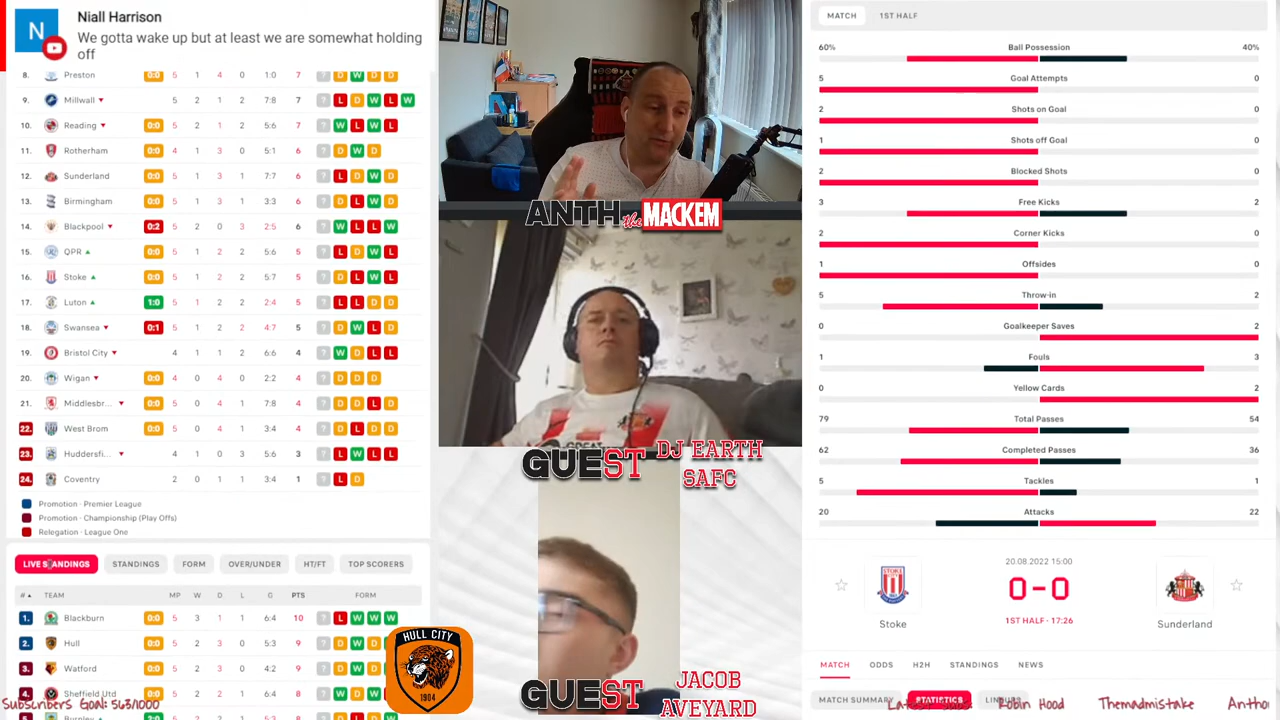 N
Niall Harrison
We gotta wake up but at least we are somewhat holding
off
8. Preston 0:0 5 1 4 0 1:0 7 ? D W D D
9. Millwall 5 2 1 2 7:8 7 ? L D W L W
10. Reading 0:0 5 2 1 2 5:6 7 ? W L W L
11. Rotherham 0:0 4 1 3 0 5:1 6 ? D W D
12. Sunderland 0:0 5 1 3 1 7:7 6 ? L D W D
13. Birmingham 0:0 5 1 3 1 3:3 6 ? D L W D
14. Blackpool 0:2 5 2 0 3 2:5 6 ? W L L W
15. QPR 0:0 5 1 2 2 5:6 5 ? L D W L
16. Stoke 0:0 5 1 2 2 5:7 5 ? D L W L
17. Luton 1:0 5 1 2 2 2:4 5 ? L L D D
18. Swansea 0:1 5 1 2 2 4:7 5 ? D W L D
19. Bristol City 4 1 1 2 6:6 4 ? W D L L
20. Wigan 0:0 4 0 4 0 2:2 4 ? D D D
21. Middlesbr... 0:0 5 0 4 1 7:8 4 ? D D L D
22. West Brom 0:0 5 0 4 1 3:4 4 ? D L D D
23. Huddersfi... 4 1 0 3 5:6 3 ? L W L L
24. Coventry 2 0 1 1 3:4 1 ? L D
Promotion - Premier League
Promotion - Championship (Play Offs)
Relegation - League One
LIVE STANDINGS STANDINGS FORM OVER/UNDER HT/FT TOP SCORERS
# TEAM MP W D L G PTS FORM
1. Blackburn 0:0 5 3 1 1 6:4 10 ? L W W W
2. Hull 0:0 5 2 3 0 5:3 9 ? D W D
3. Watford 0:0 5 2 3 0 4:2 9 ? D W D
4. Sheffield Utd 0:0 5 2 2 1 6:4 8 ? W D W
5. Burnley
Subscribers Goal: 563/1000
HULL CITY
1904
ANTH the MACKEM
GREAT
GUEST DJ EARTH
SAFC
GUEST JACOB
AVEYARD
MATCH 1ST HALF
60% Ball Possession 40%
5 Goal Attempts 0
2 Shots on Goal 0
1 Shots off Goal 0
2 Blocked Shots 0
3 Free Kicks 2
2 Corner Kicks 0
1 Offsides 0
5 Throw-in 2
0 Goalkeeper Saves 2
1 Fouls 3
0 Yellow Cards 2
79 Total Passes 54
62 Completed Passes 36
5 Tackles 1
20 Attacks 22
20.08.2022 15:00
0-0
1ST HALF - 17:26
Stoke Sunderland
MATCH ODDS H2H STANDINGS NEWS
MATCH SUMMARY STATISTICS
Robin Hood Themadmistake Antho